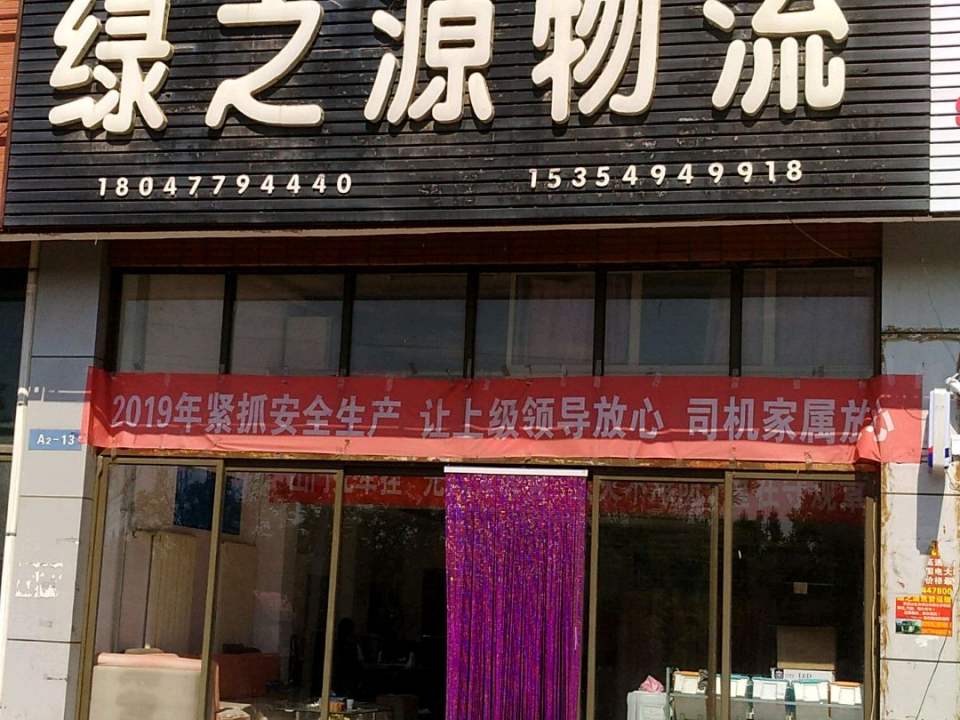 绿之源物流
18047794440 15354949918
2019年紧抓安全生产 让上级领导放心 司机家属放心
A2-13